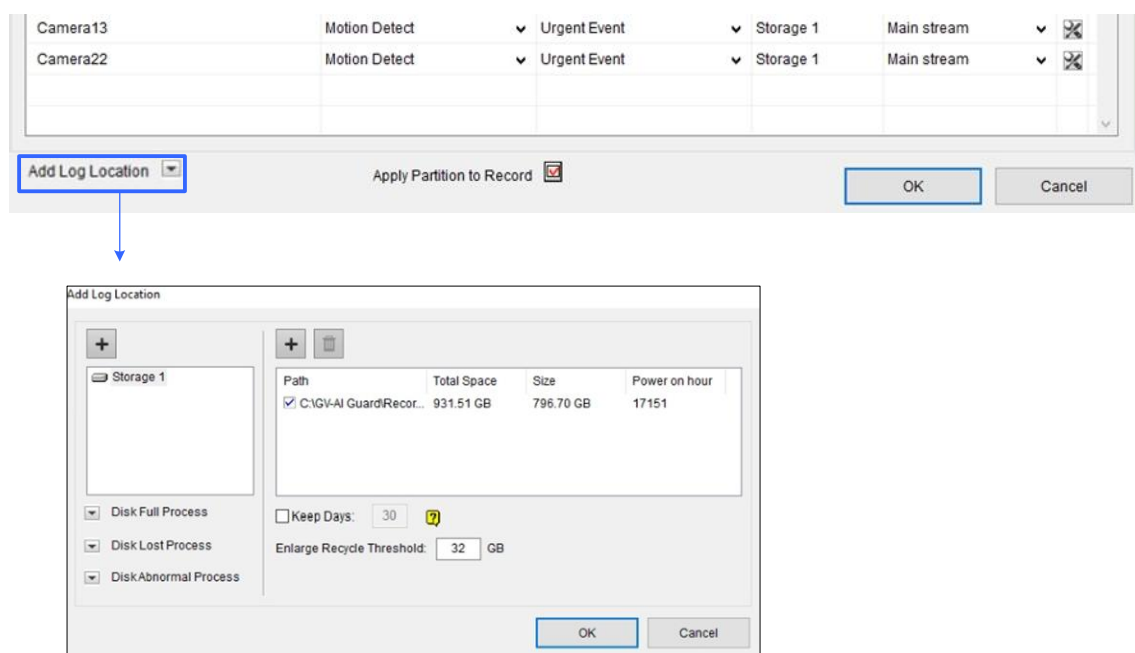 Camera13 Motion Detect Urgent Event Storage 1 Main stream
Camera22 Motion Detect Urgent Event Storage 1 Main stream
Add Log Location Apply Partition to Record OK Cancel
Add Log Location
Storage 1
Path Total Space Size Power on hour
C:\GV-AI Guard\Recor... 931.51 GB 796.70 GB 17151
Disk Full Process
Disk Lost Process
Disk Abnormal Process
Keep Days: 30
Enlarge Recycle Threshold: 32 GB
OK Cancel